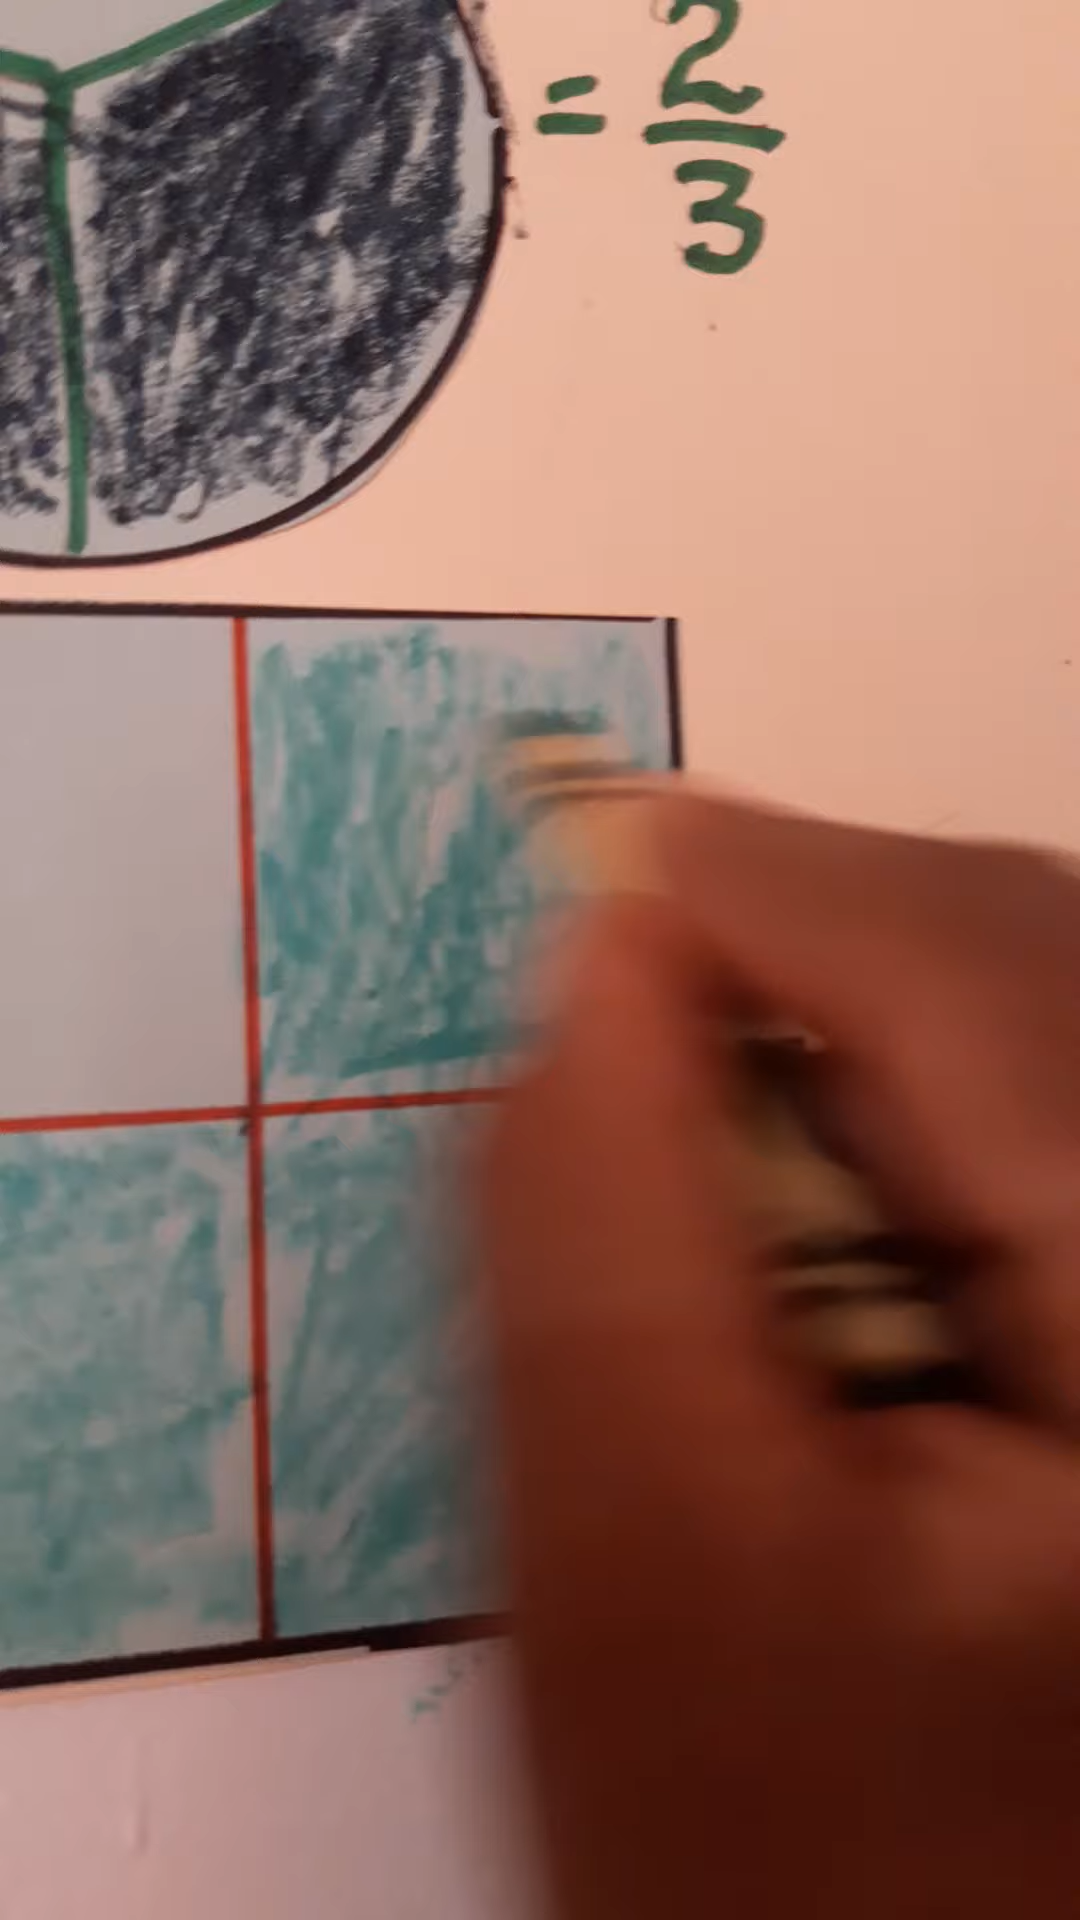 = 2/3